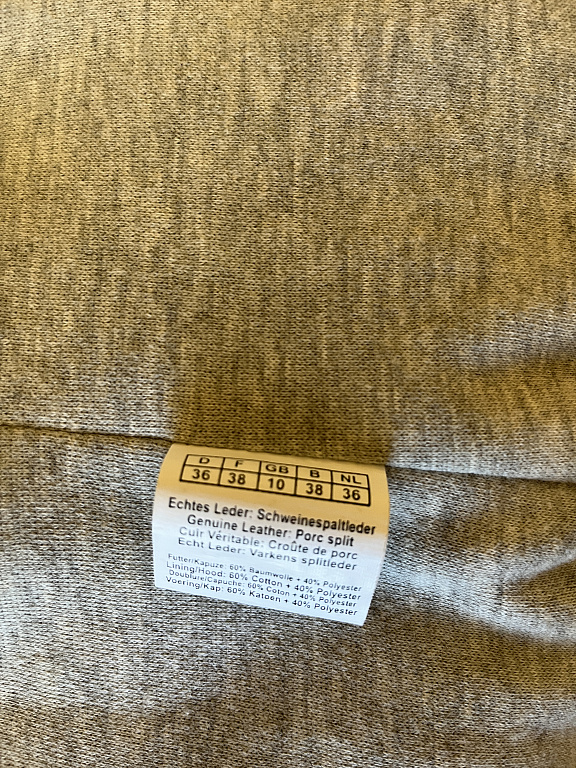 D F GB B NL
36 38 10 38 36
Echtes Leder: Schweinespaltleder
Genuine Leather: Porc split
Cuir Véritable: Croûte de porc
Echt Leder: Varkens splitleder
Futter/Kapuze: 60% Baumwolle + 40% Polyester
Lining/Hood: 60% Cotton + 40% Polyester
Doublure/Capuche: 60% Coton + 40% Polyester
Voering/Kap: 60% Katoen + 40% Polyester